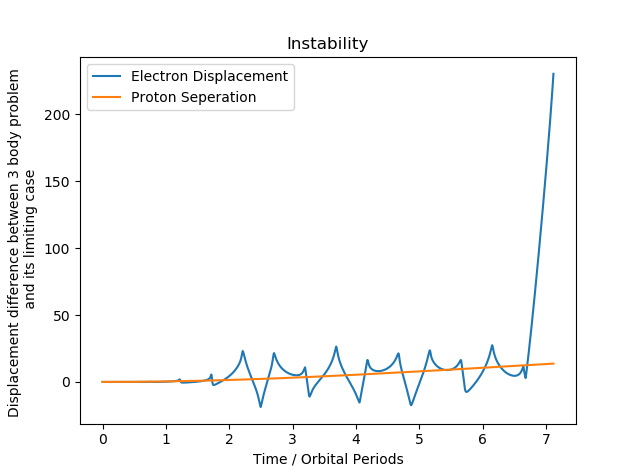 Instability
Electron Displacement
Proton Seperation
Displacement difference between 3 body problem
and its limiting case
200
150
100
50
0
0 1 2 3 4 5 6 7
Time / Orbital Periods